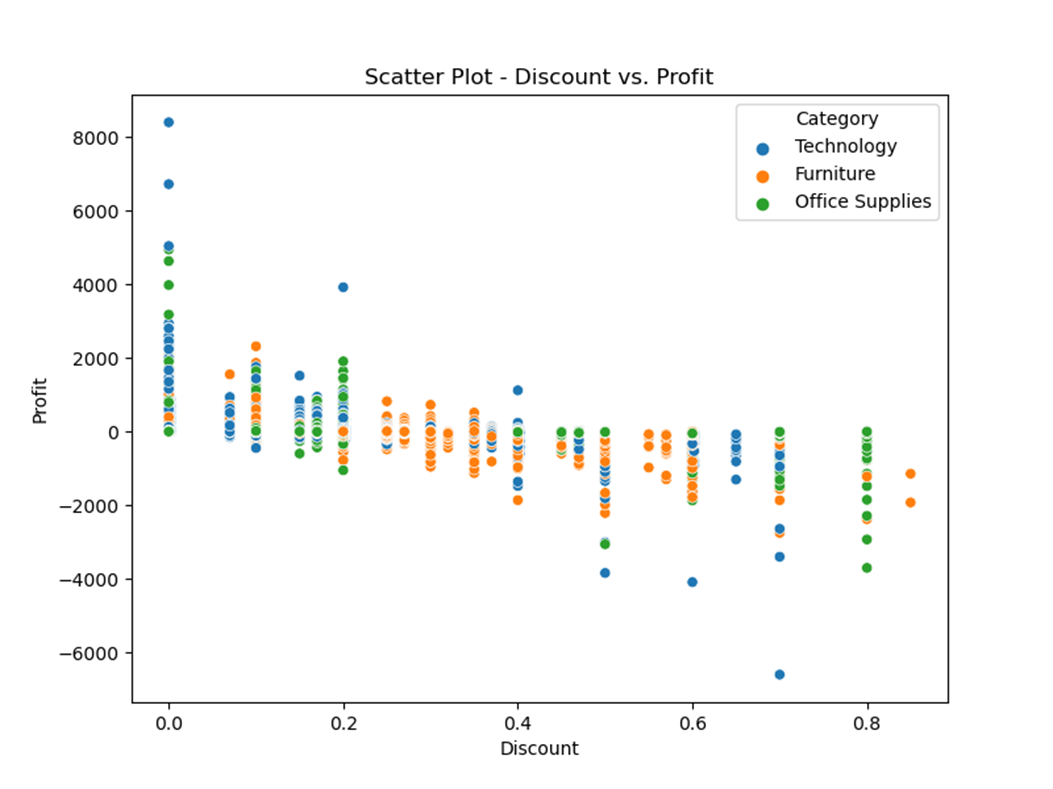 Scatter Plot - Discount vs. Profit
Category
Technology
Furniture
Office Supplies
Profit
8000
6000
4000
2000
0
−2000
−4000
−6000
0.0 0.2 0.4 0.6 0.8
Discount